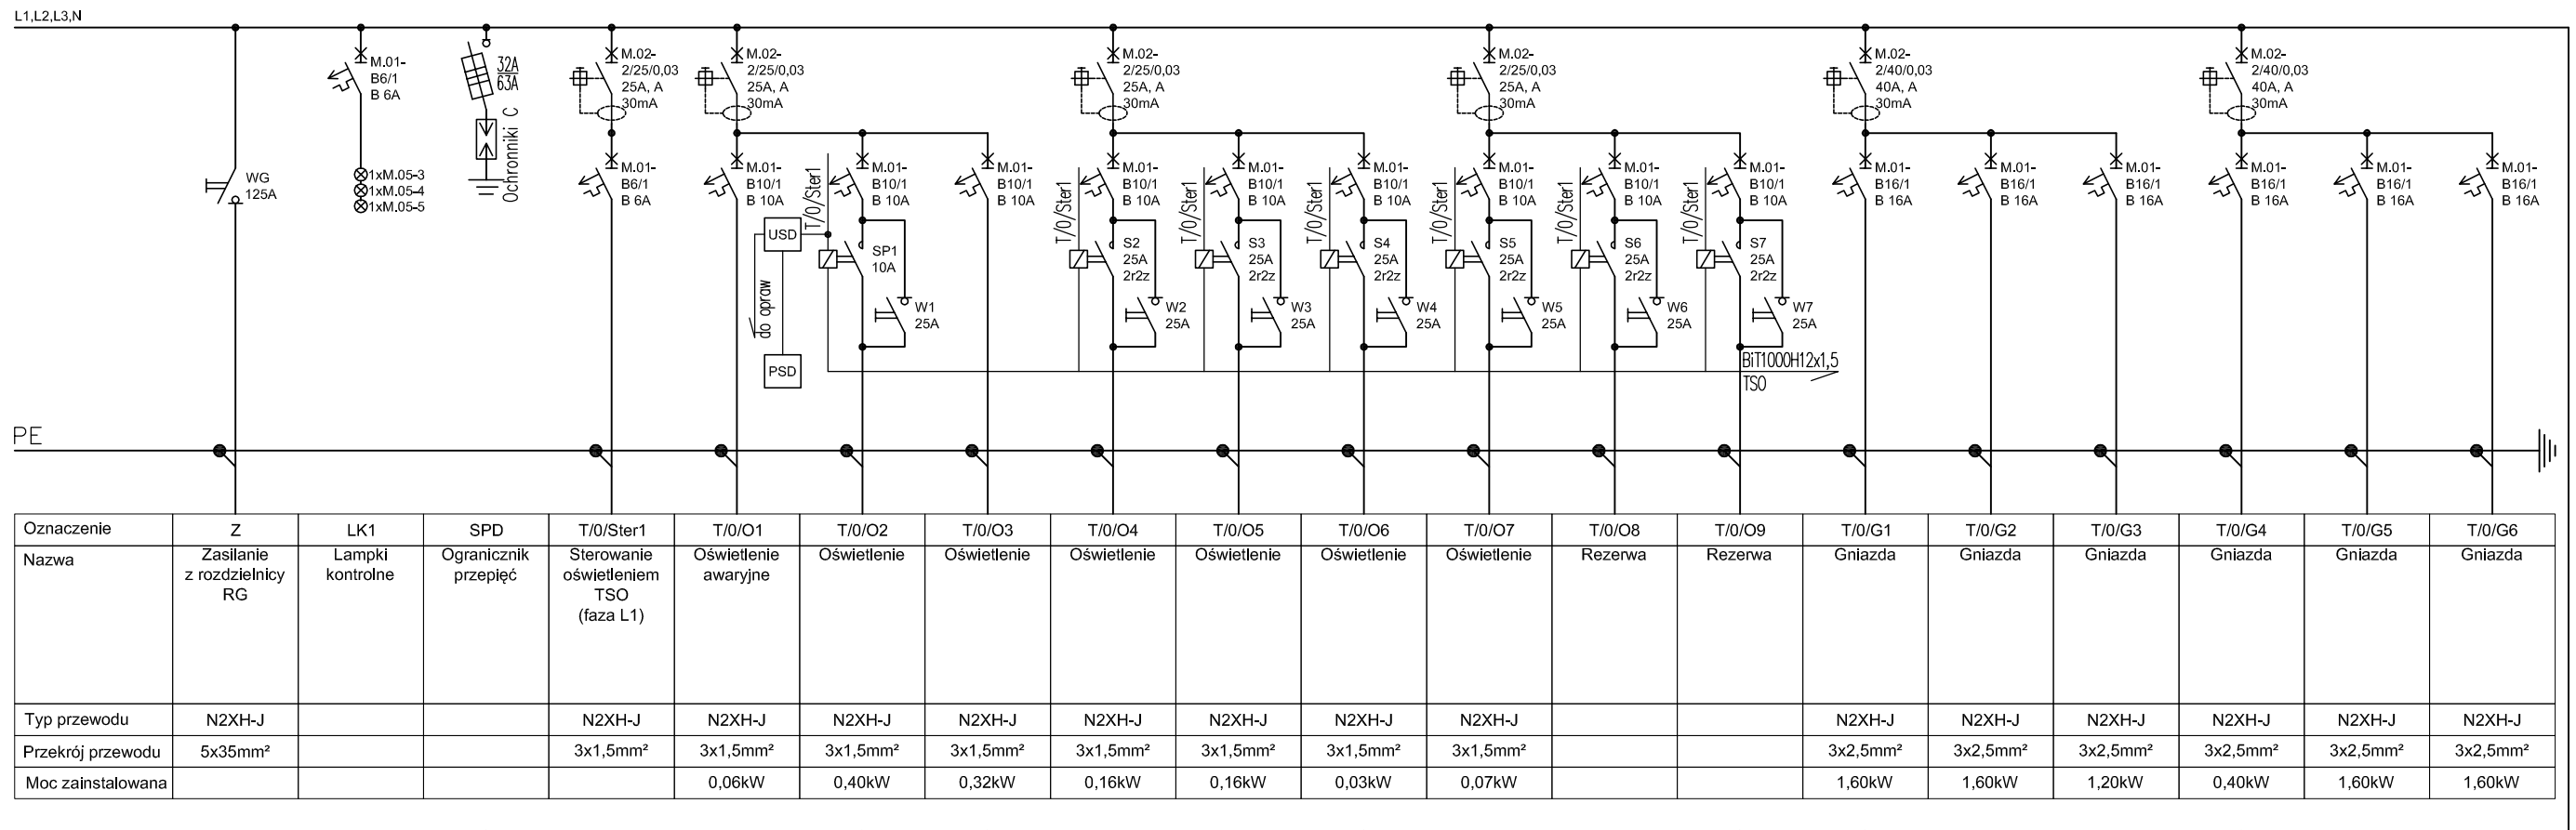 L1,L2,L3,N
WG
125A
M.01-
B6/1
B 6A
1xM.05-3
1xM.05-4
1xM.05-5
32A
63A
Ochronniki C
M.02-
2/25/0,03
25A, A
30mA
M.01-
B6/1
B 6A
M.02-
2/25/0,03
25A, A
30mA
M.01-
B10/1
B 10A
USD
do opraw
PSD
T/0/Ster1
M.01-
B10/1
B 10A
SP1
10A
W1
25A
M.01-
B10/1
B 10A
M.02-
2/25/0,03
25A, A
30mA
T/0/Ster1
M.01-
B10/1
B 10A
S2
25A
2r2z
W2
25A
T/0/Ster1
M.01-
B10/1
B 10A
S3
25A
2r2z
W3
25A
T/0/Ster1
M.01-
B10/1
B 10A
S4
25A
2r2z
W4
25A
M.02-
2/25/0,03
25A, A
30mA
T/0/Ster1
M.01-
B10/1
B 10A
S5
25A
2r2z
W5
25A
T/0/Ster1
M.01-
B10/1
B 10A
S6
25A
2r2z
W6
25A
T/0/Ster1
M.01-
B10/1
B 10A
S7
25A
2r2z
W7
25A
BiT1000H12x1,5
TSO
M.02-
2/40/0,03
40A, A
30mA
M.01-
B16/1
B 16A
M.01-
B16/1
B 16A
M.01-
B16/1
B 16A
M.02-
2/40/0,03
40A, A
30mA
M.01-
B16/1
B 16A
M.01-
B16/1
B 16A
M.01-
B16/1
B 16A
PE
Oznaczenie Z LK1 SPD T/0/Ster1 T/0/O1 T/0/O2 T/0/O3 T/0/O4 T/0/O5 T/0/O6 T/0/O7 T/0/O8 T/0/O9 T/0/G1 T/0/G2 T/0/G3 T/0/G4 T/0/G5 T/0/G6
Nazwa Zasilanie Lampki Ogranicznik Sterowanie Oświetlenie Oświetlenie Oświetlenie Oświetlenie Oświetlenie Oświetlenie Oświetlenie Rezerwa Rezerwa Gniazda Gniazda Gniazda Gniazda Gniazda Gniazda
z rozdzielnicy kontrolne przepięć oświetleniem awaryjne
RG TSO
(faza L1)
Typ przewodu N2XH-J N2XH-J N2XH-J N2XH-J N2XH-J N2XH-J N2XH-J N2XH-J N2XH-J N2XH-J N2XH-J N2XH-J N2XH-J N2XH-J N2XH-J
Przekrój przewodu 5x35mm² 3x1,5mm² 3x1,5mm² 3x1,5mm² 3x1,5mm² 3x1,5mm² 3x1,5mm² 3x1,5mm² 3x1,5mm² 3x2,5mm² 3x2,5mm² 3x2,5mm² 3x2,5mm² 3x2,5mm² 3x2,5mm²
Moc zainstalowana 0,06kW 0,40kW 0,32kW 0,16kW 0,16kW 0,03kW 0,07kW 1,60kW 1,60kW 1,20kW 0,40kW 1,60kW 1,60kW